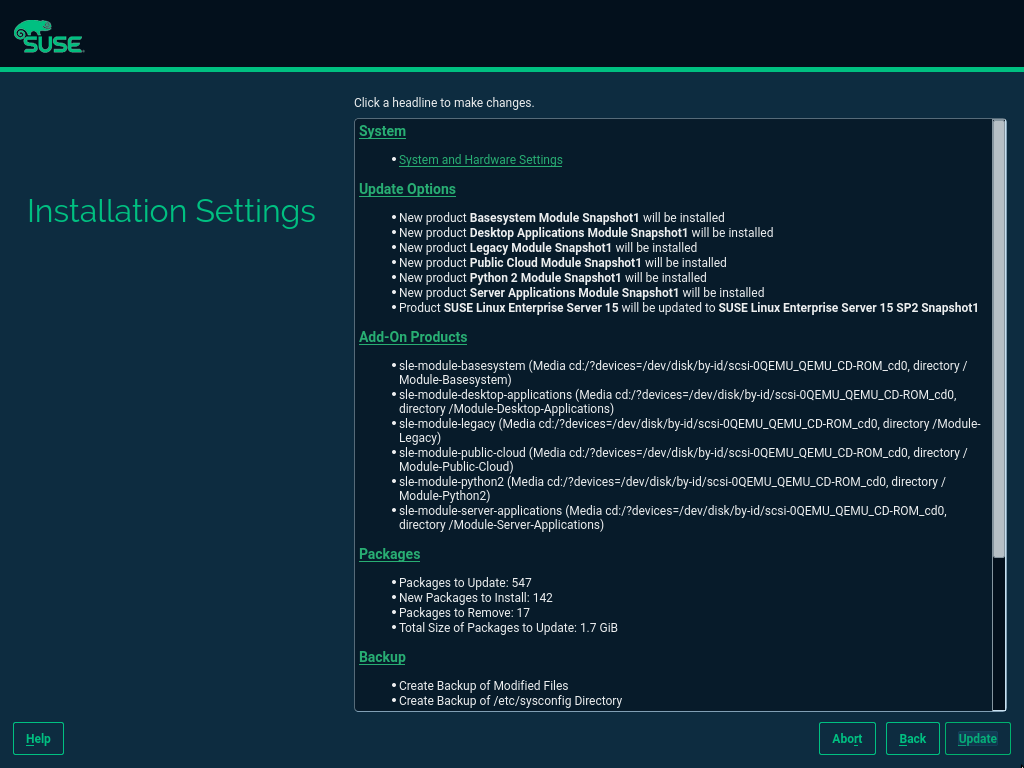 SUSE
Click a headline to make changes.
Installation Settings
System
• System and Hardware Settings
Update Options
• New product Basesystem Module Snapshot1 will be installed
• New product Desktop Applications Module Snapshot1 will be installed
• New product Legacy Module Snapshot1 will be installed
• New product Public Cloud Module Snapshot1 will be installed
• New product Python 2 Module Snapshot1 will be installed
• New product Server Applications Module Snapshot1 will be installed
• Product SUSE Linux Enterprise Server 15 will be updated to SUSE Linux Enterprise Server 15 SP2 Snapshot1
Add-On Products
• sle-module-basesystem (Media cd:/?devices=/dev/disk/by-id/scsi-0QEMU_QEMU_CD-ROM_cd0, directory /
Module-Basesystem)
• sle-module-desktop-applications (Media cd:/?devices=/dev/disk/by-id/scsi-0QEMU_QEMU_CD-ROM_cd0,
directory /Module-Desktop-Applications)
• sle-module-legacy (Media cd:/?devices=/dev/disk/by-id/scsi-0QEMU_QEMU_CD-ROM_cd0, directory /Module-
Legacy)
• sle-module-public-cloud (Media cd:/?devices=/dev/disk/by-id/scsi-0QEMU_QEMU_CD-ROM_cd0, directory /
Module-Public-Cloud)
• sle-module-python2 (Media cd:/?devices=/dev/disk/by-id/scsi-0QEMU_QEMU_CD-ROM_cd0, directory /
Module-Python2)
• sle-module-server-applications (Media cd:/?devices=/dev/disk/by-id/scsi-0QEMU_QEMU_CD-ROM_cd0,
directory /Module-Server-Applications)
Packages
• Packages to Update: 547
• New Packages to Install: 142
• Packages to Remove: 17
• Total Size of Packages to Update: 1.7 GiB
Backup
• Create Backup of Modified Files
• Create Backup of /etc/sysconfig Directory
Help
Abort
Back
Update